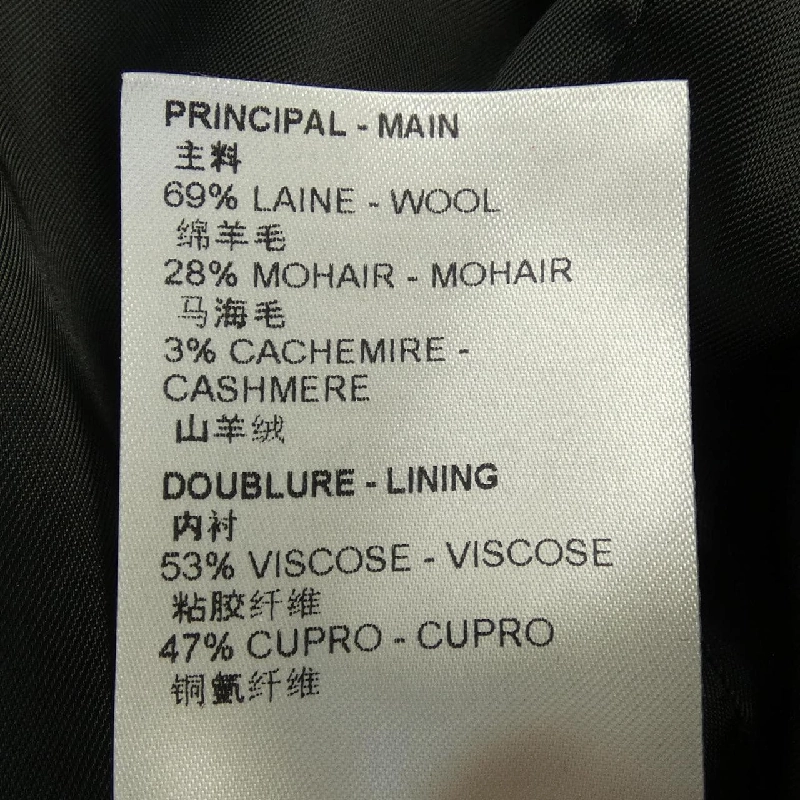 PRINCIPAL - MAIN
主料
69% LAINE - WOOL
绵羊毛
28% MOHAIR - MOHAIR
马海毛
3% CACHEMIRE -
CASHMERE
山羊绒
DOUBLURE - LINING
内衬
53% VISCOSE - VISCOSE
粘胶纤维
47% CUPRO - CUPRO
铜氨纤维